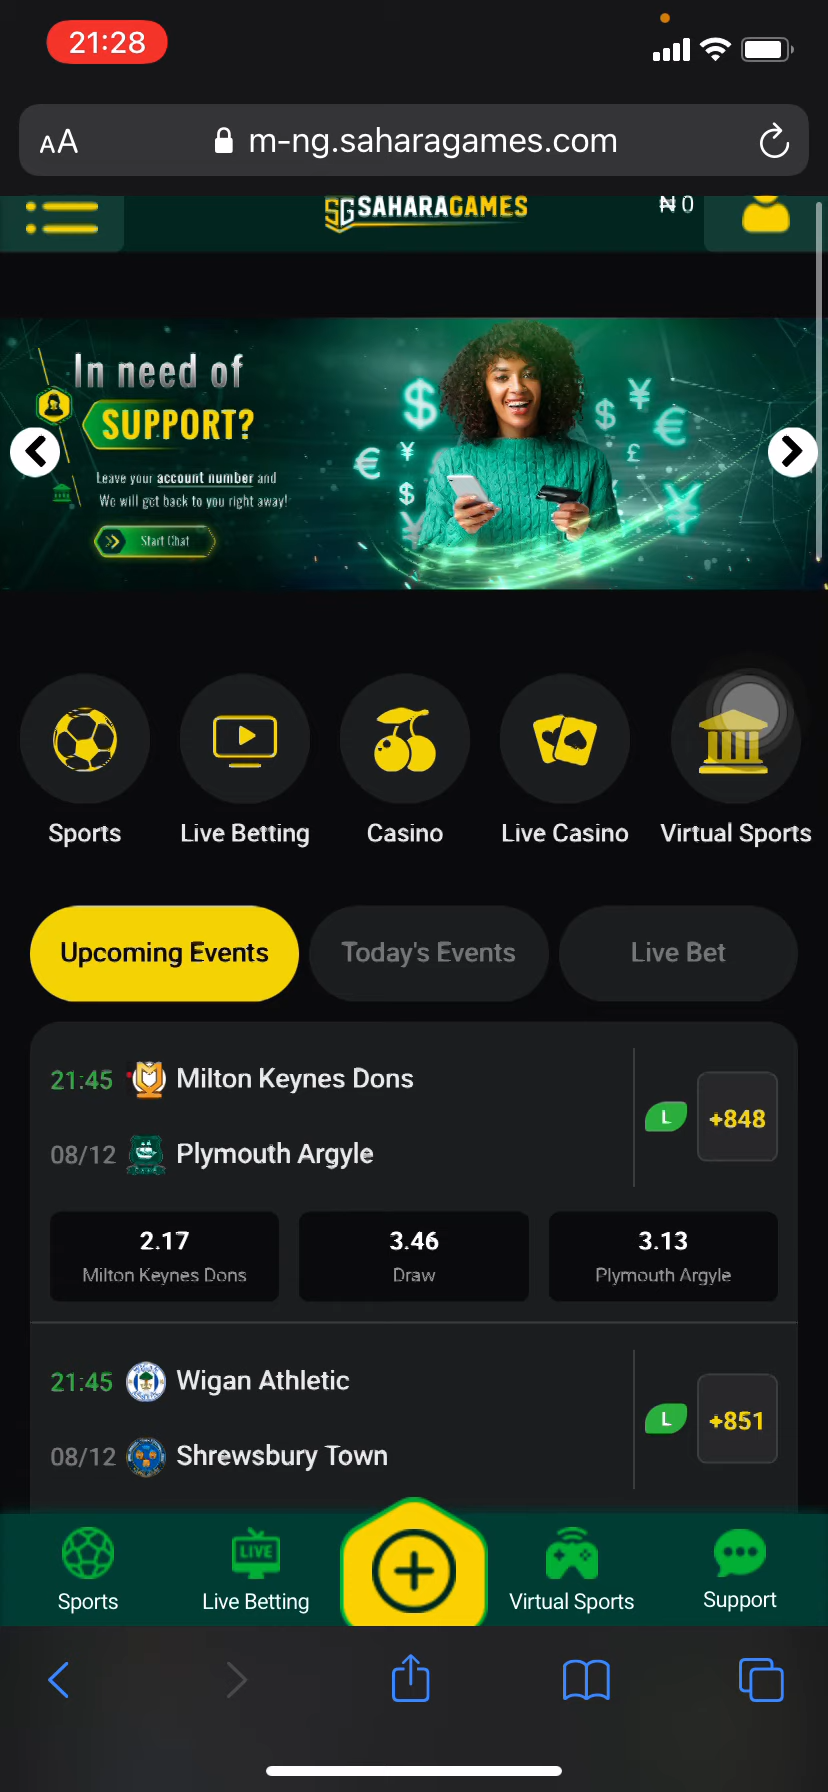 21:28
AA m-ng.saharagames.com
SG SAHARAGAMES ₦ 0
In need of
SUPPORT?
Leave your account number and
We will get back to you right away!
Start Chat
Sports Live Betting Casino Live Casino Virtual Sports
Upcoming Events Today's Events Live Bet
21:45 Milton Keynes Dons
L +848
08/12 Plymouth Argyle
2.17 3.46 3.13
Milton Keynes Dons Draw Plymouth Argyle
21:45 Wigan Athletic
L +851
08/12 Shrewsbury Town
LIVE
Sports Live Betting Virtual Sports Support